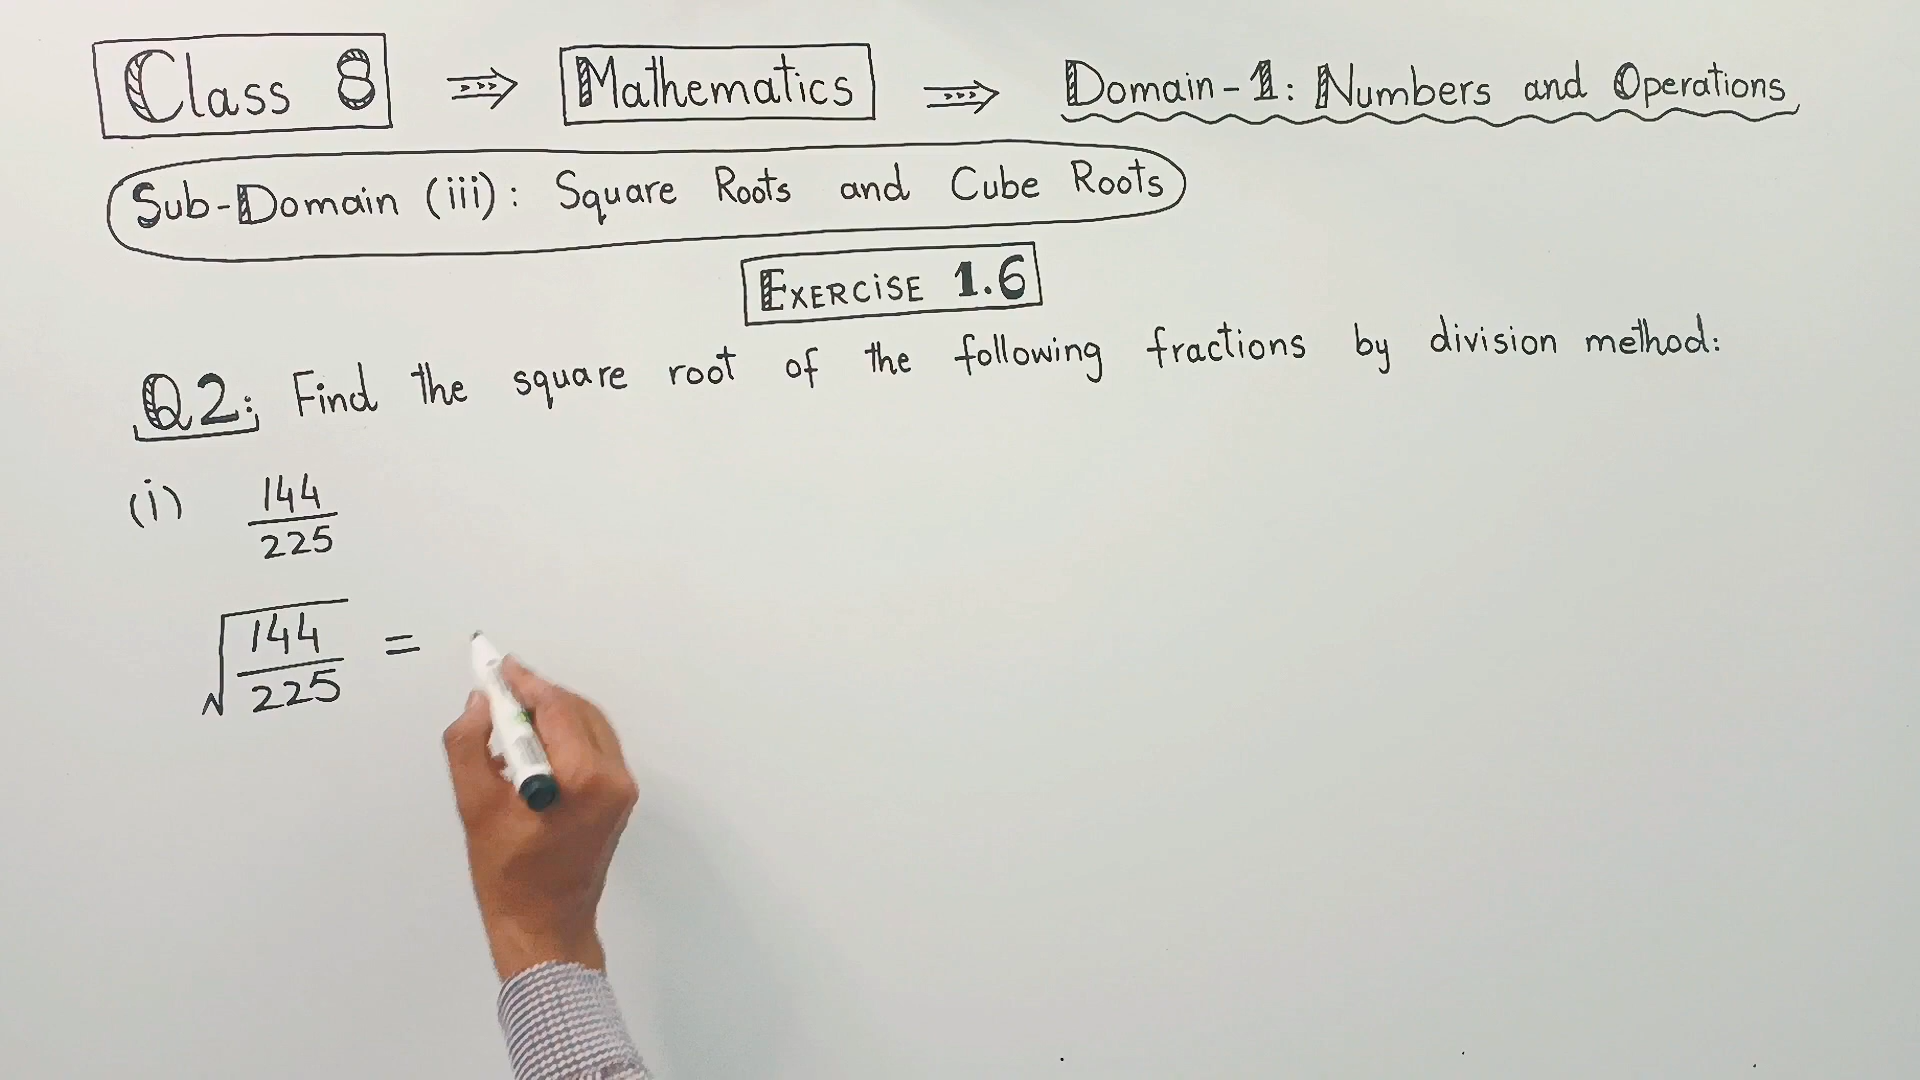 Class 8 ⇒ Mathematics ⇒ Domain-1: Numbers and Operations
Sub-Domain (iii): Square Roots and Cube Roots
EXERCiSE 1.6
Q2: Find the square root of the following fractions by division method:
(i) 144/225
√(144/225) =